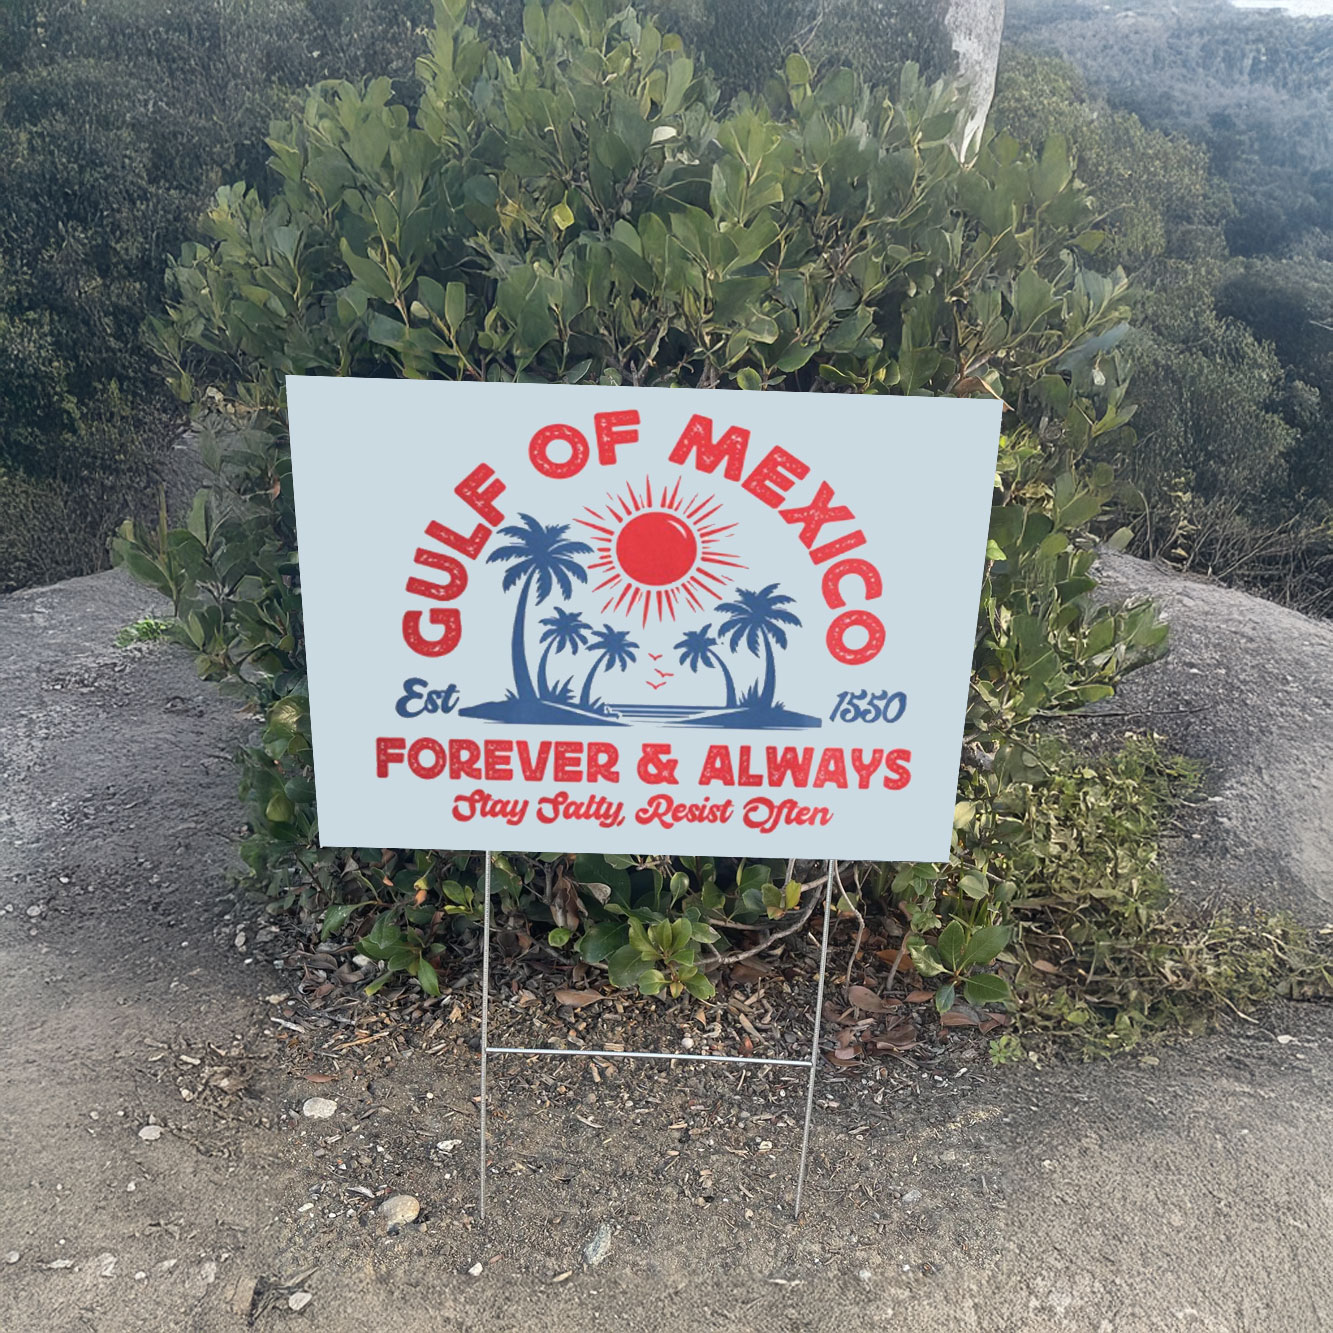 GULF OF MEXICO
Est 1550
FOREVER & ALWAYS
Stay Salty, Resist Often